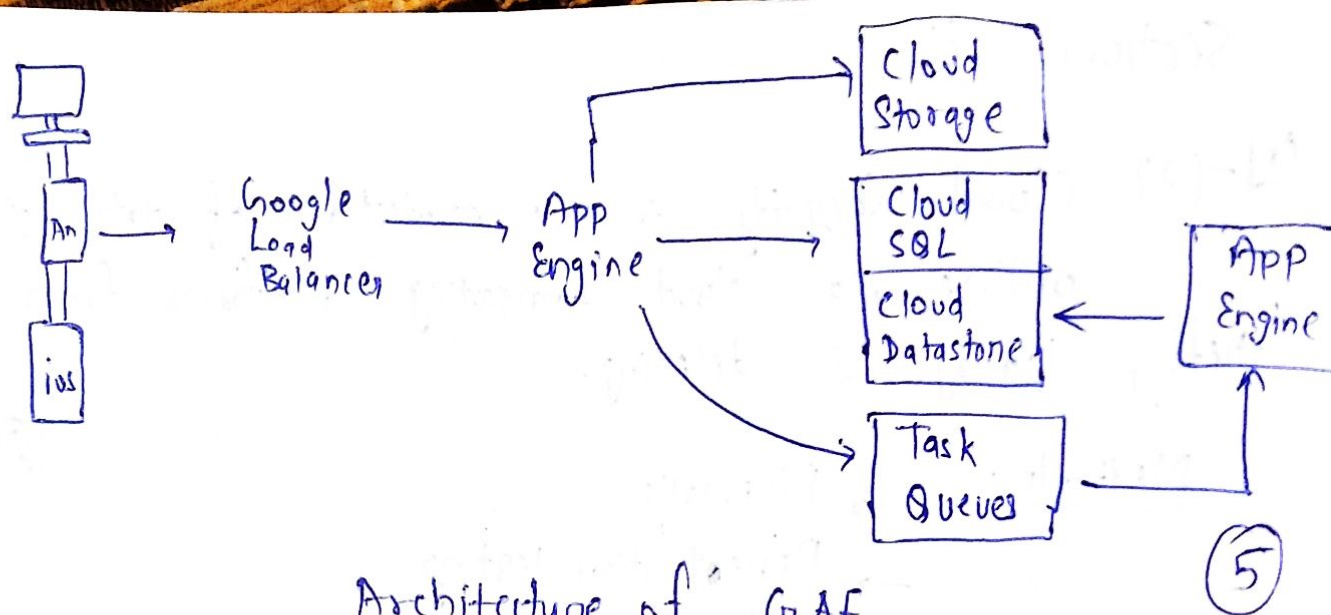 Cloud
Storage
An
Google
Load
Balancer
App
Engine
Cloud
SQL
Cloud
Datastore
App
Engine
ios
Task
Queues
5
Architecture of GAE